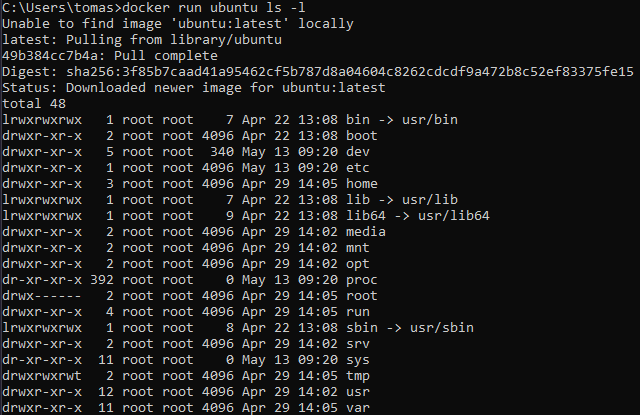 C:\Users\tomas>docker run ubuntu ls -l
Unable to find image 'ubuntu:latest' locally
latest: Pulling from library/ubuntu
49b384cc7b4a: Pull complete
Digest: sha256:3f85b7caad41a95462cf5b787d8a04604c8262cdcdf9a472b8c52ef83375fe15
Status: Downloaded newer image for ubuntu:latest
total 48
lrwxrwxrwx   1 root root    7 Apr 22 13:08 bin -> usr/bin
drwxr-xr-x   2 root root 4096 Apr 22 13:08 boot
drwxr-xr-x   5 root root  340 May 13 09:20 dev
drwxr-xr-x   1 root root 4096 May 13 09:20 etc
drwxr-xr-x   3 root root 4096 Apr 29 14:05 home
lrwxrwxrwx   1 root root    7 Apr 22 13:08 lib -> usr/lib
lrwxrwxrwx   1 root root    9 Apr 22 13:08 lib64 -> usr/lib64
drwxr-xr-x   2 root root 4096 Apr 29 14:02 media
drwxr-xr-x   2 root root 4096 Apr 29 14:02 mnt
drwxr-xr-x   2 root root 4096 Apr 29 14:02 opt
dr-xr-xr-x 392 root root    0 May 13 09:20 proc
drwx------   2 root root 4096 Apr 29 14:05 root
drwxr-xr-x   4 root root 4096 Apr 29 14:05 run
lrwxrwxrwx   1 root root    8 Apr 22 13:08 sbin -> usr/sbin
drwxr-xr-x   2 root root 4096 Apr 29 14:02 srv
dr-xr-xr-x  11 root root    0 May 13 09:20 sys
drwxrwxrwt   2 root root 4096 Apr 29 14:05 tmp
drwxr-xr-x  12 root root 4096 Apr 29 14:02 usr
drwxr-xr-x  11 root root 4096 Apr 29 14:05 var